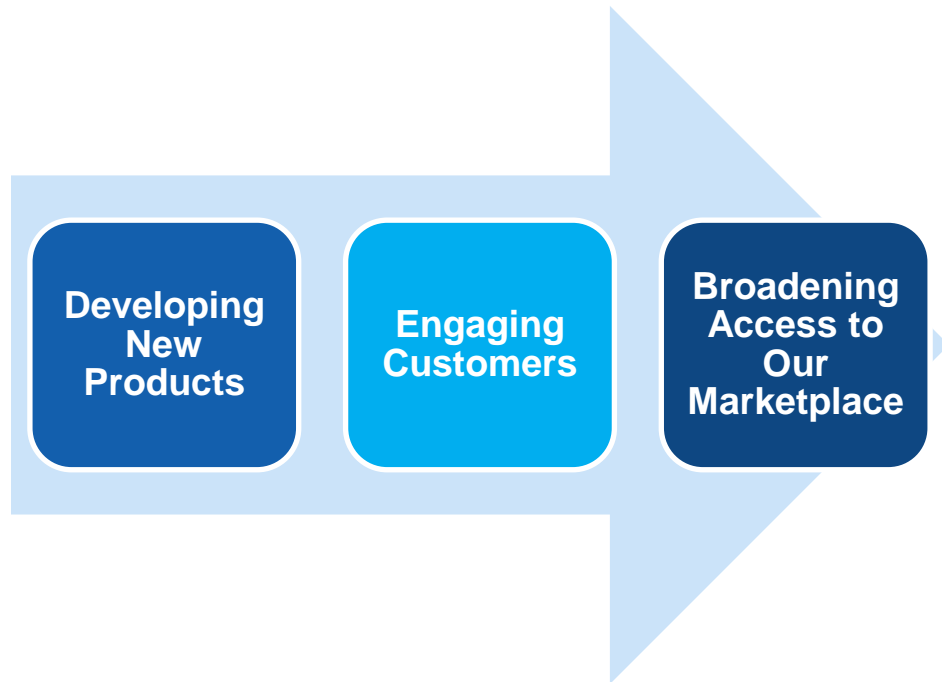 Developing
New
Products
Engaging
Customers
Broadening
Access to
Our
Marketplace